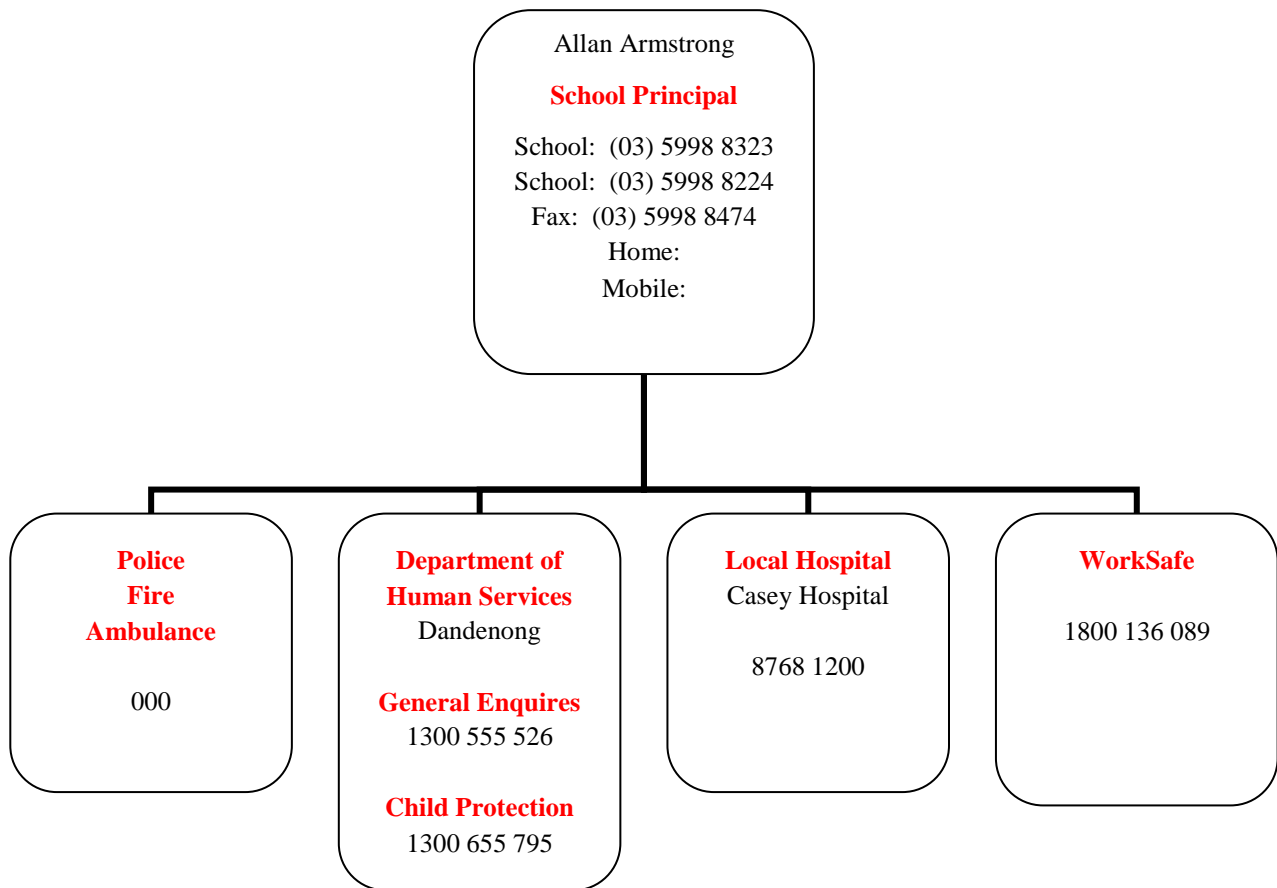 Allan Armstrong
School Principal
School: (03) 5998 8323
School: (03) 5998 8224
Fax: (03) 5998 8474
Home:
Mobile:
Police
Fire
Ambulance
000
Department of
Human Services
Dandenong
General Enquires
1300 555 526
Child Protection
1300 655 795
Local Hospital
Casey Hospital
8768 1200
WorkSafe
1800 136 089